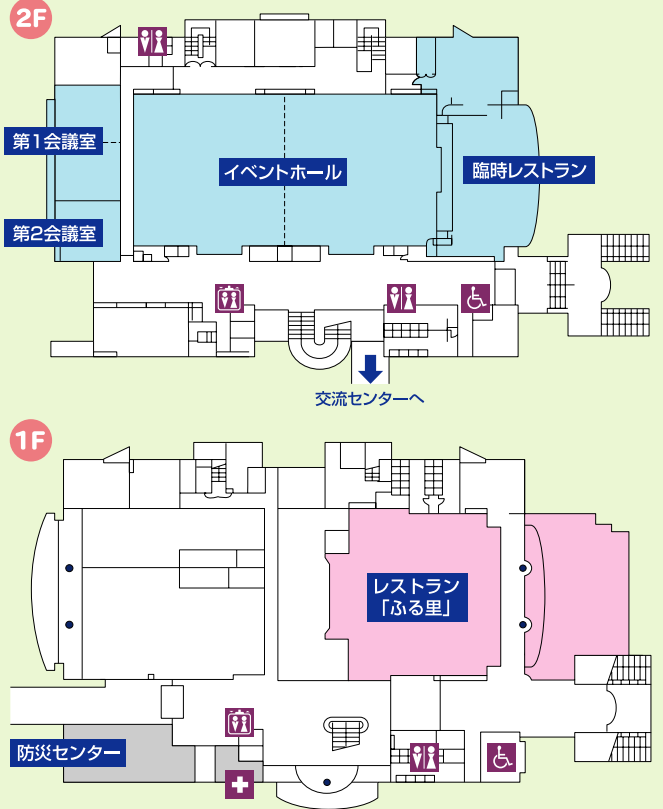 2F
第1会議室
イベントホール
臨時レストラン
第2会議室
交流センターへ
1F
レストラン
「ふる里」
防災センター